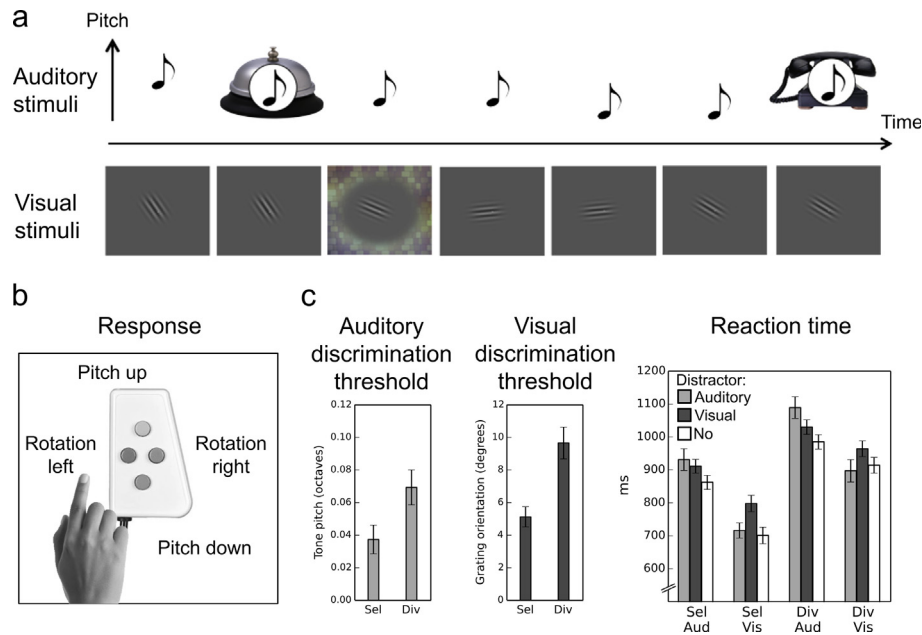 a
Pitch
Auditory
stimuli
Time
Visual
stimuli
b
Response
Pitch up
Rotation
left
Rotation
right
Pitch down
c
Auditory
discrimination
threshold
Tone pitch (octaves)
0.12
0.10
0.08
0.06
0.04
0.02
0.00
Sel Div
Visual
discrimination
threshold
Grating orientation (degrees)
12
10
8
6
4
2
0
Sel Div
Reaction time
ms
1200
1100
1000
900
800
700
600
Distractor:
Auditory
Visual
No
Sel Sel Div Div
Aud Vis Aud Vis